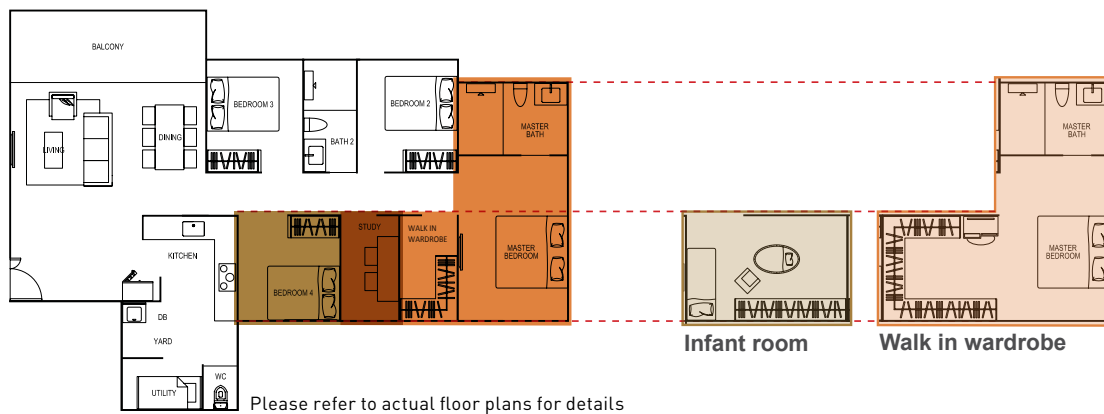 BALCONY
BEDROOM 3
BEDROOM 2
BATH 2
MASTER
BATH
MASTER
BATH
LIVING
DINING
STUDY
WALK IN
WARDROBE
KITCHEN
MASTER
BEDROOM
MASTER
BEDROOM
BEDROOM 4
DB
YARD
Infant room
Walk in wardrobe
WC
UTILITY
Please refer to actual floor plans for details